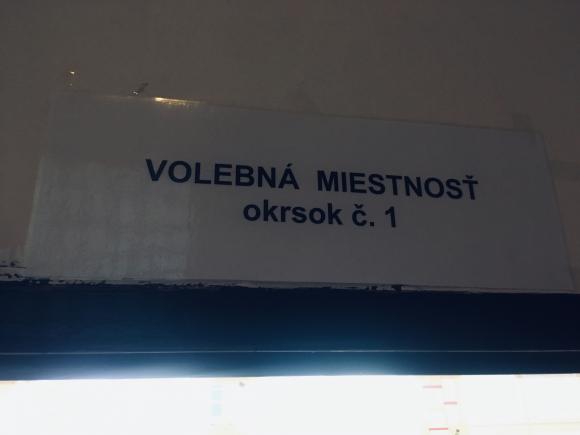 VOLEBNÁ MIESTNOSŤ
okrsok č. 1